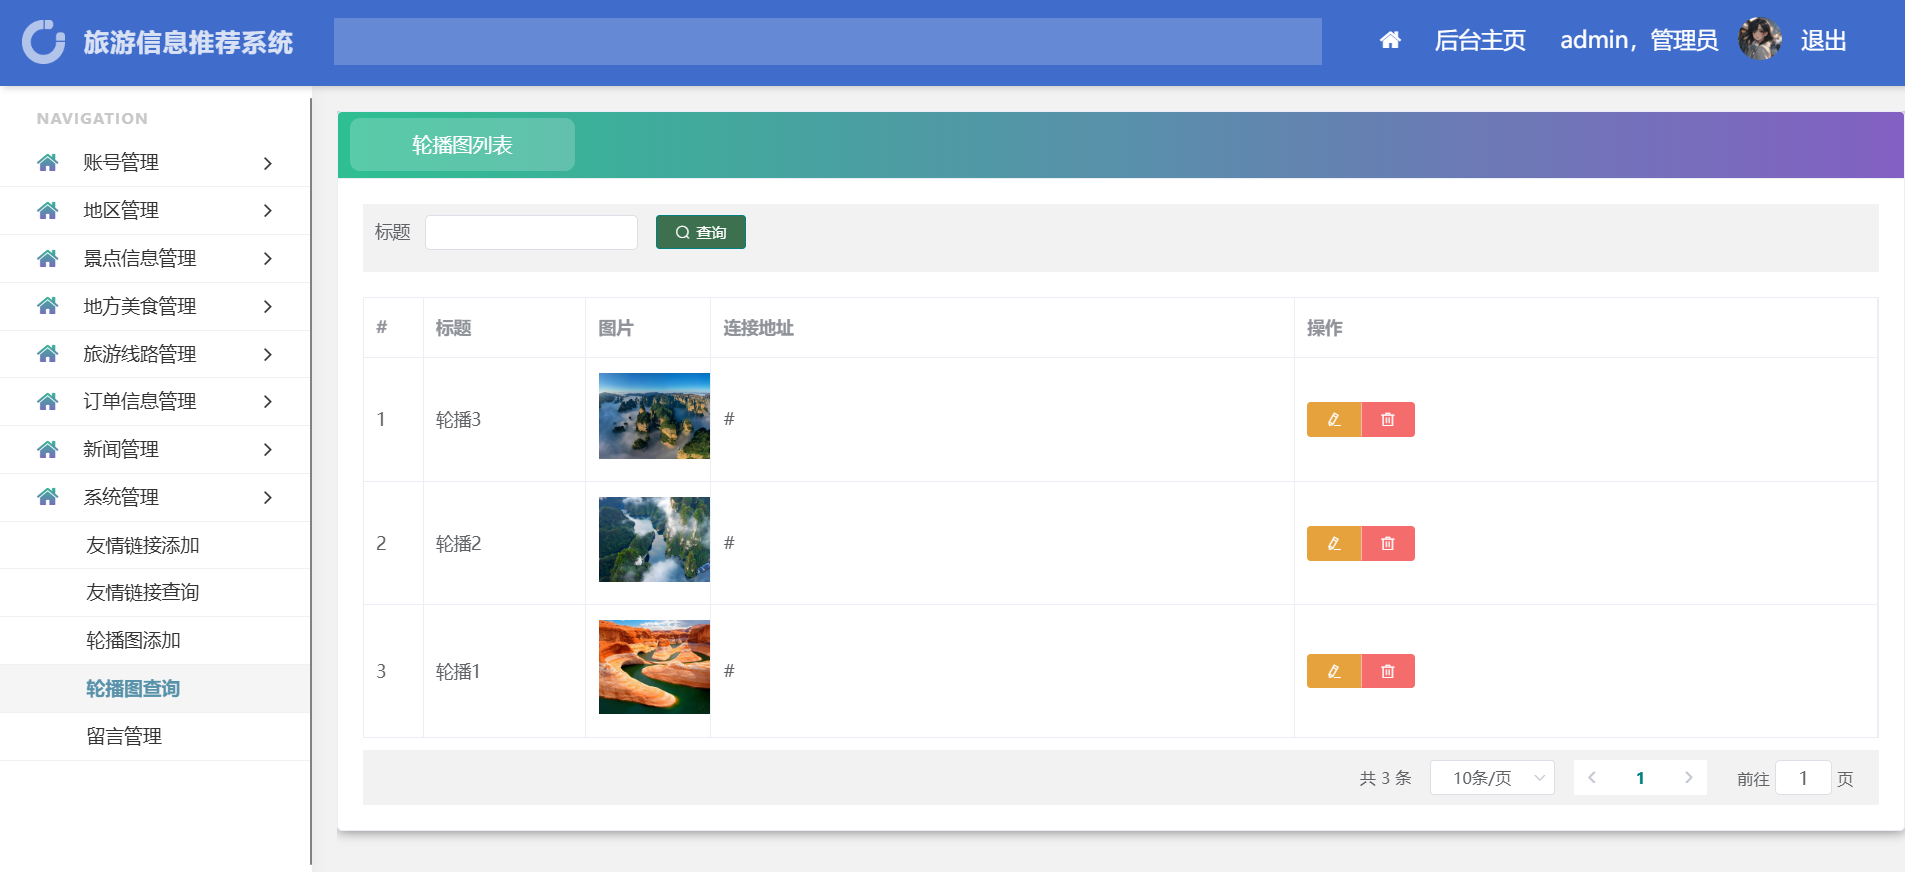 旅游信息推荐系统
后台主页 admin，管理员 退出
NAVIGATION
账号管理
地区管理
景点信息管理
地方美食管理
旅游线路管理
订单信息管理
新闻管理
系统管理
友情链接添加
友情链接查询
轮播图添加
轮播图查询
留言管理
轮播图列表
标题 查询
# 标题 图片 连接地址 操作
1 轮播3 #
2 轮播2 #
3 轮播1 #
共 3 条 10条/页 1 前往 1 页